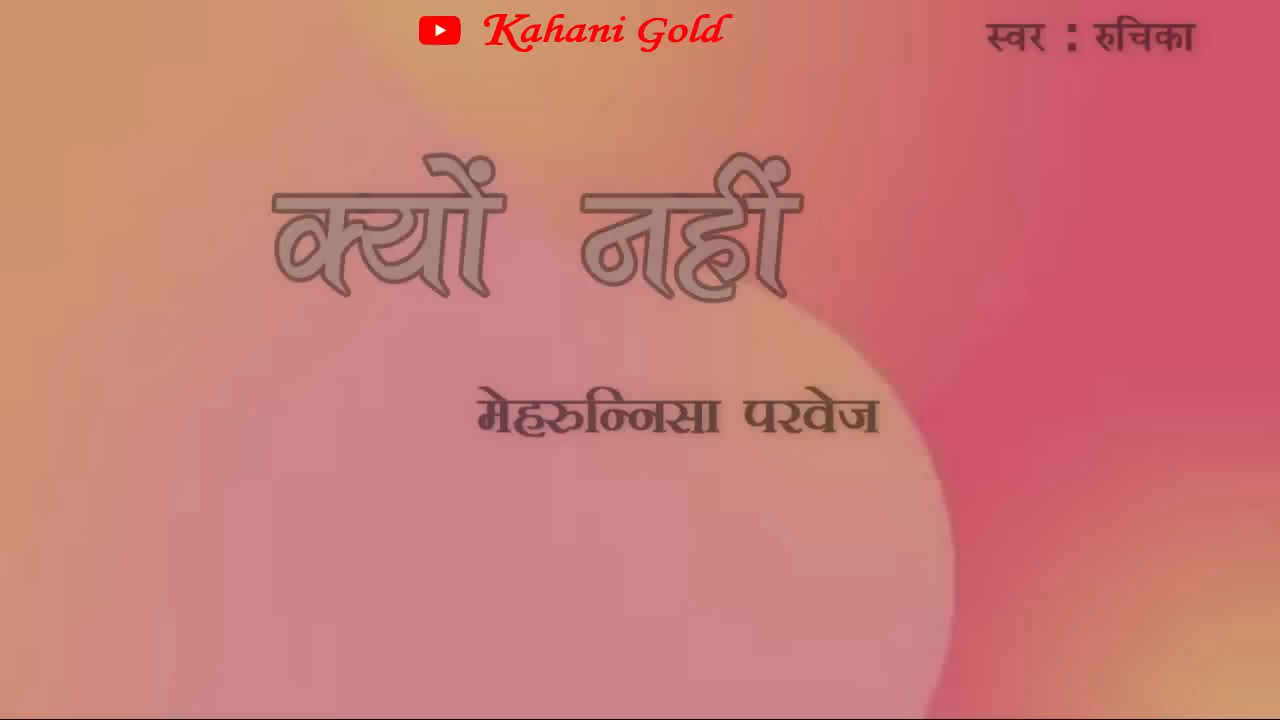 Kahani Gold
स्वर : रुचिका
क्यों नहीं
मेहरुन्निसा परवेज